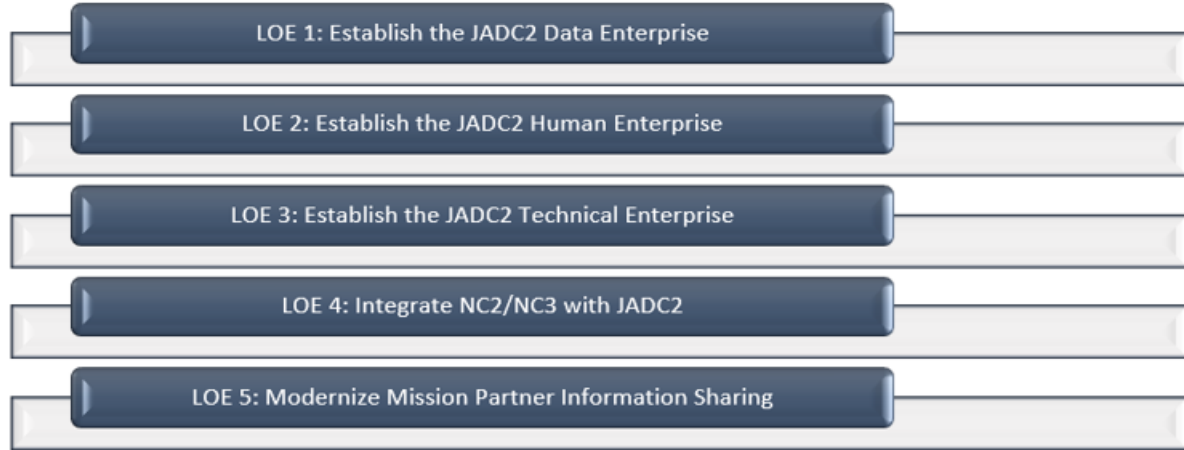 LOE 1: Establish the JADC2 Data Enterprise
LOE 2: Establish the JADC2 Human Enterprise
LOE 3: Establish the JADC2 Technical Enterprise
LOE 4: Integrate NC2/NC3 with JADC2
LOE 5: Modernize Mission Partner Information Sharing